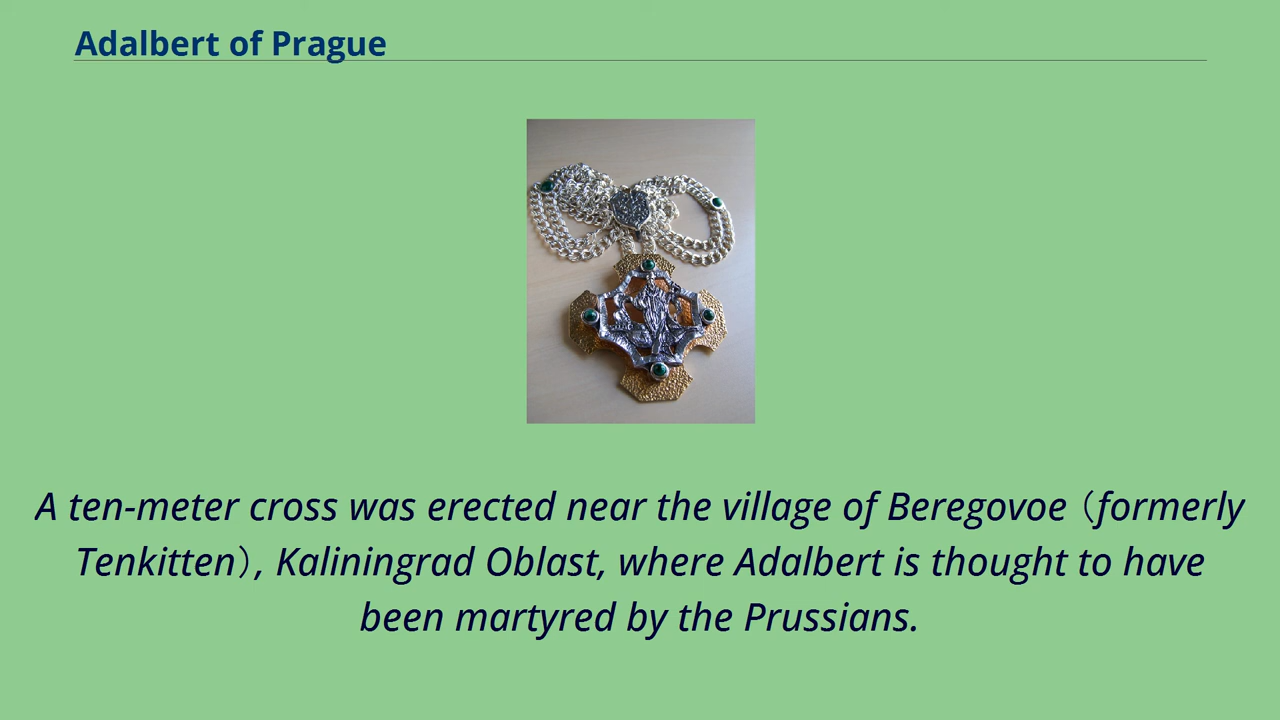 Adalbert of Prague
A ten-meter cross was erected near the village of Beregovoe（formerly
Tenkitten）, Kaliningrad Oblast, where Adalbert is thought to have
been martyred by the Prussians.